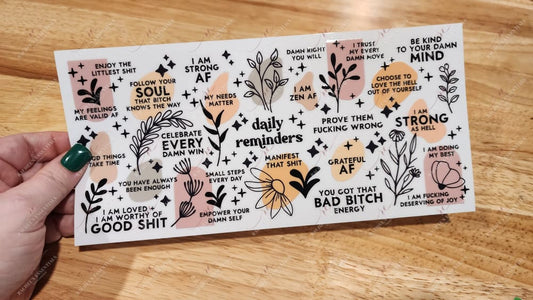 ENJOY THE
LITTLEST SHIT
I AM
STRONG
AF
DAMN RIGHT
YOU WILL
I TRUST
MY EVERY
DAMN MOVE
BE KIND
TO YOUR DAMN
MIND
MY FEELINGS
ARE VALID AF
FOLLOW YOUR
SOUL
THAT BITCH
KNOWS THE WAY
MY NEEDS
MATTER
I AM
ZEN AF
CHOOSE TO
LOVE THE HELL
OUT OF YOURSELF
CELEBRATE
EVERY
DAMN WIN
daily
reminders
PROVE THEM
FUCKING WRONG
I AM
STRONG
AS HELL
THINGS
TAKE TIME
YOU HAVE ALWAYS
BEEN ENOUGH
SMALL STEPS
EVERY DAY
MANIFEST
THAT SHIT
GRATEFUL
AF
I AM
DOING
MY BEST
I AM LOVED +
I AM WORTHY OF
GOOD SHIT
EMPOWER YOUR
DAMN SELF
YOU GOT THAT
BAD BITCH
ENERGY
I AM FUCKING
DESERVING OF JOY